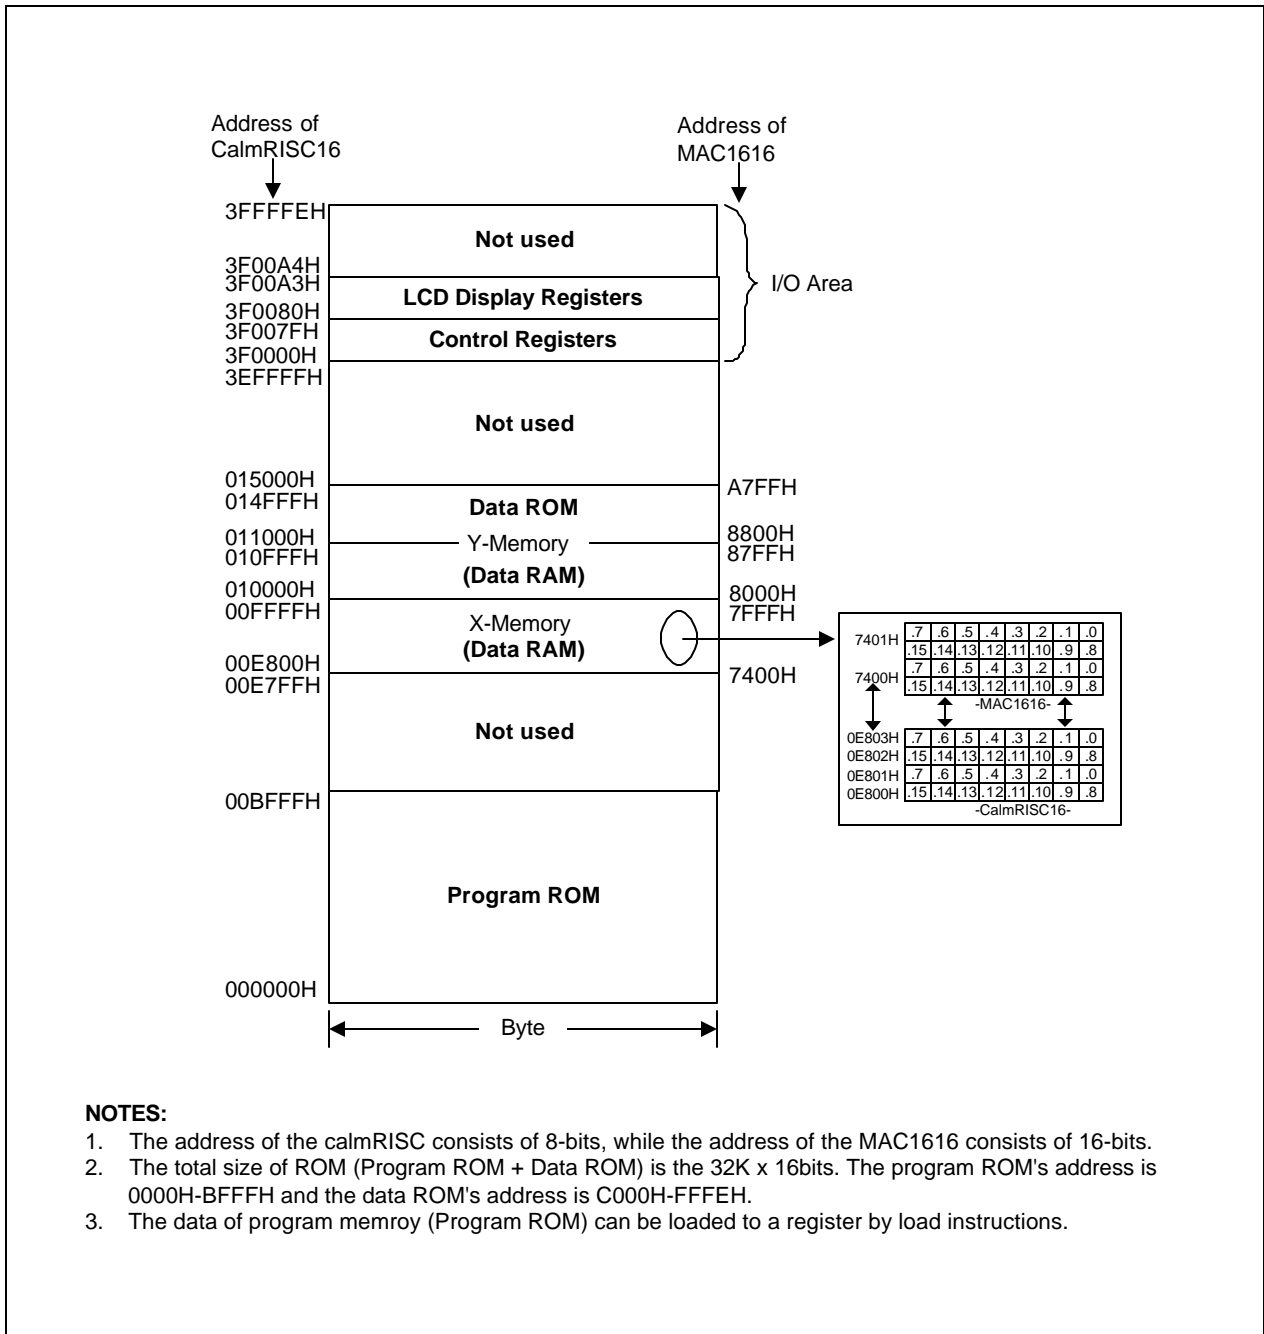 Address of
CalmRISC16
Address of
MAC1616
3FFFFEH
Not used
3F00A4H
3F00A3H
LCD Display Registers
I/O Area
3F0080H
3F007FH
Control Registers
3F0000H
3EFFFFH
Not used
015000H
014FFFH
A7FFH
Data ROM
011000H
010FFFH
Y-Memory
(Data RAM)
8800H
87FFH
010000H
00FFFFH
8000H
7FFFH
X-Memory
(Data RAM)
00E800H
00E7FFH
7400H
Not used
00BFFFH
Program ROM
000000H
Byte
7401H .7 .6 .5 .4 .3 .2 .1 .0
.15 .14 .13 .12 .11 .10 .9 .8
7400H .7 .6 .5 .4 .3 .2 .1 .0
.15 .14 .13 .12 .11 .10 .9 .8
-MAC1616-
0E803H .7 .6 .5 .4 .3 .2 .1 .0
0E802H .15 .14 .13 .12 .11 .10 .9 .8
0E801H .7 .6 .5 .4 .3 .2 .1 .0
0E800H .15 .14 .13 .12 .11 .10 .9 .8
-CalmRISC16-
NOTES:
1. The address of the calmRISC consists of 8-bits, while the address of the MAC1616 consists of 16-bits.
2. The total size of ROM (Program ROM + Data ROM) is the 32K x 16bits. The program ROM's address is
0000H-BFFFH and the data ROM's address is C000H-FFFEH.
3. The data of program memroy (Program ROM) can be loaded to a register by load instructions.